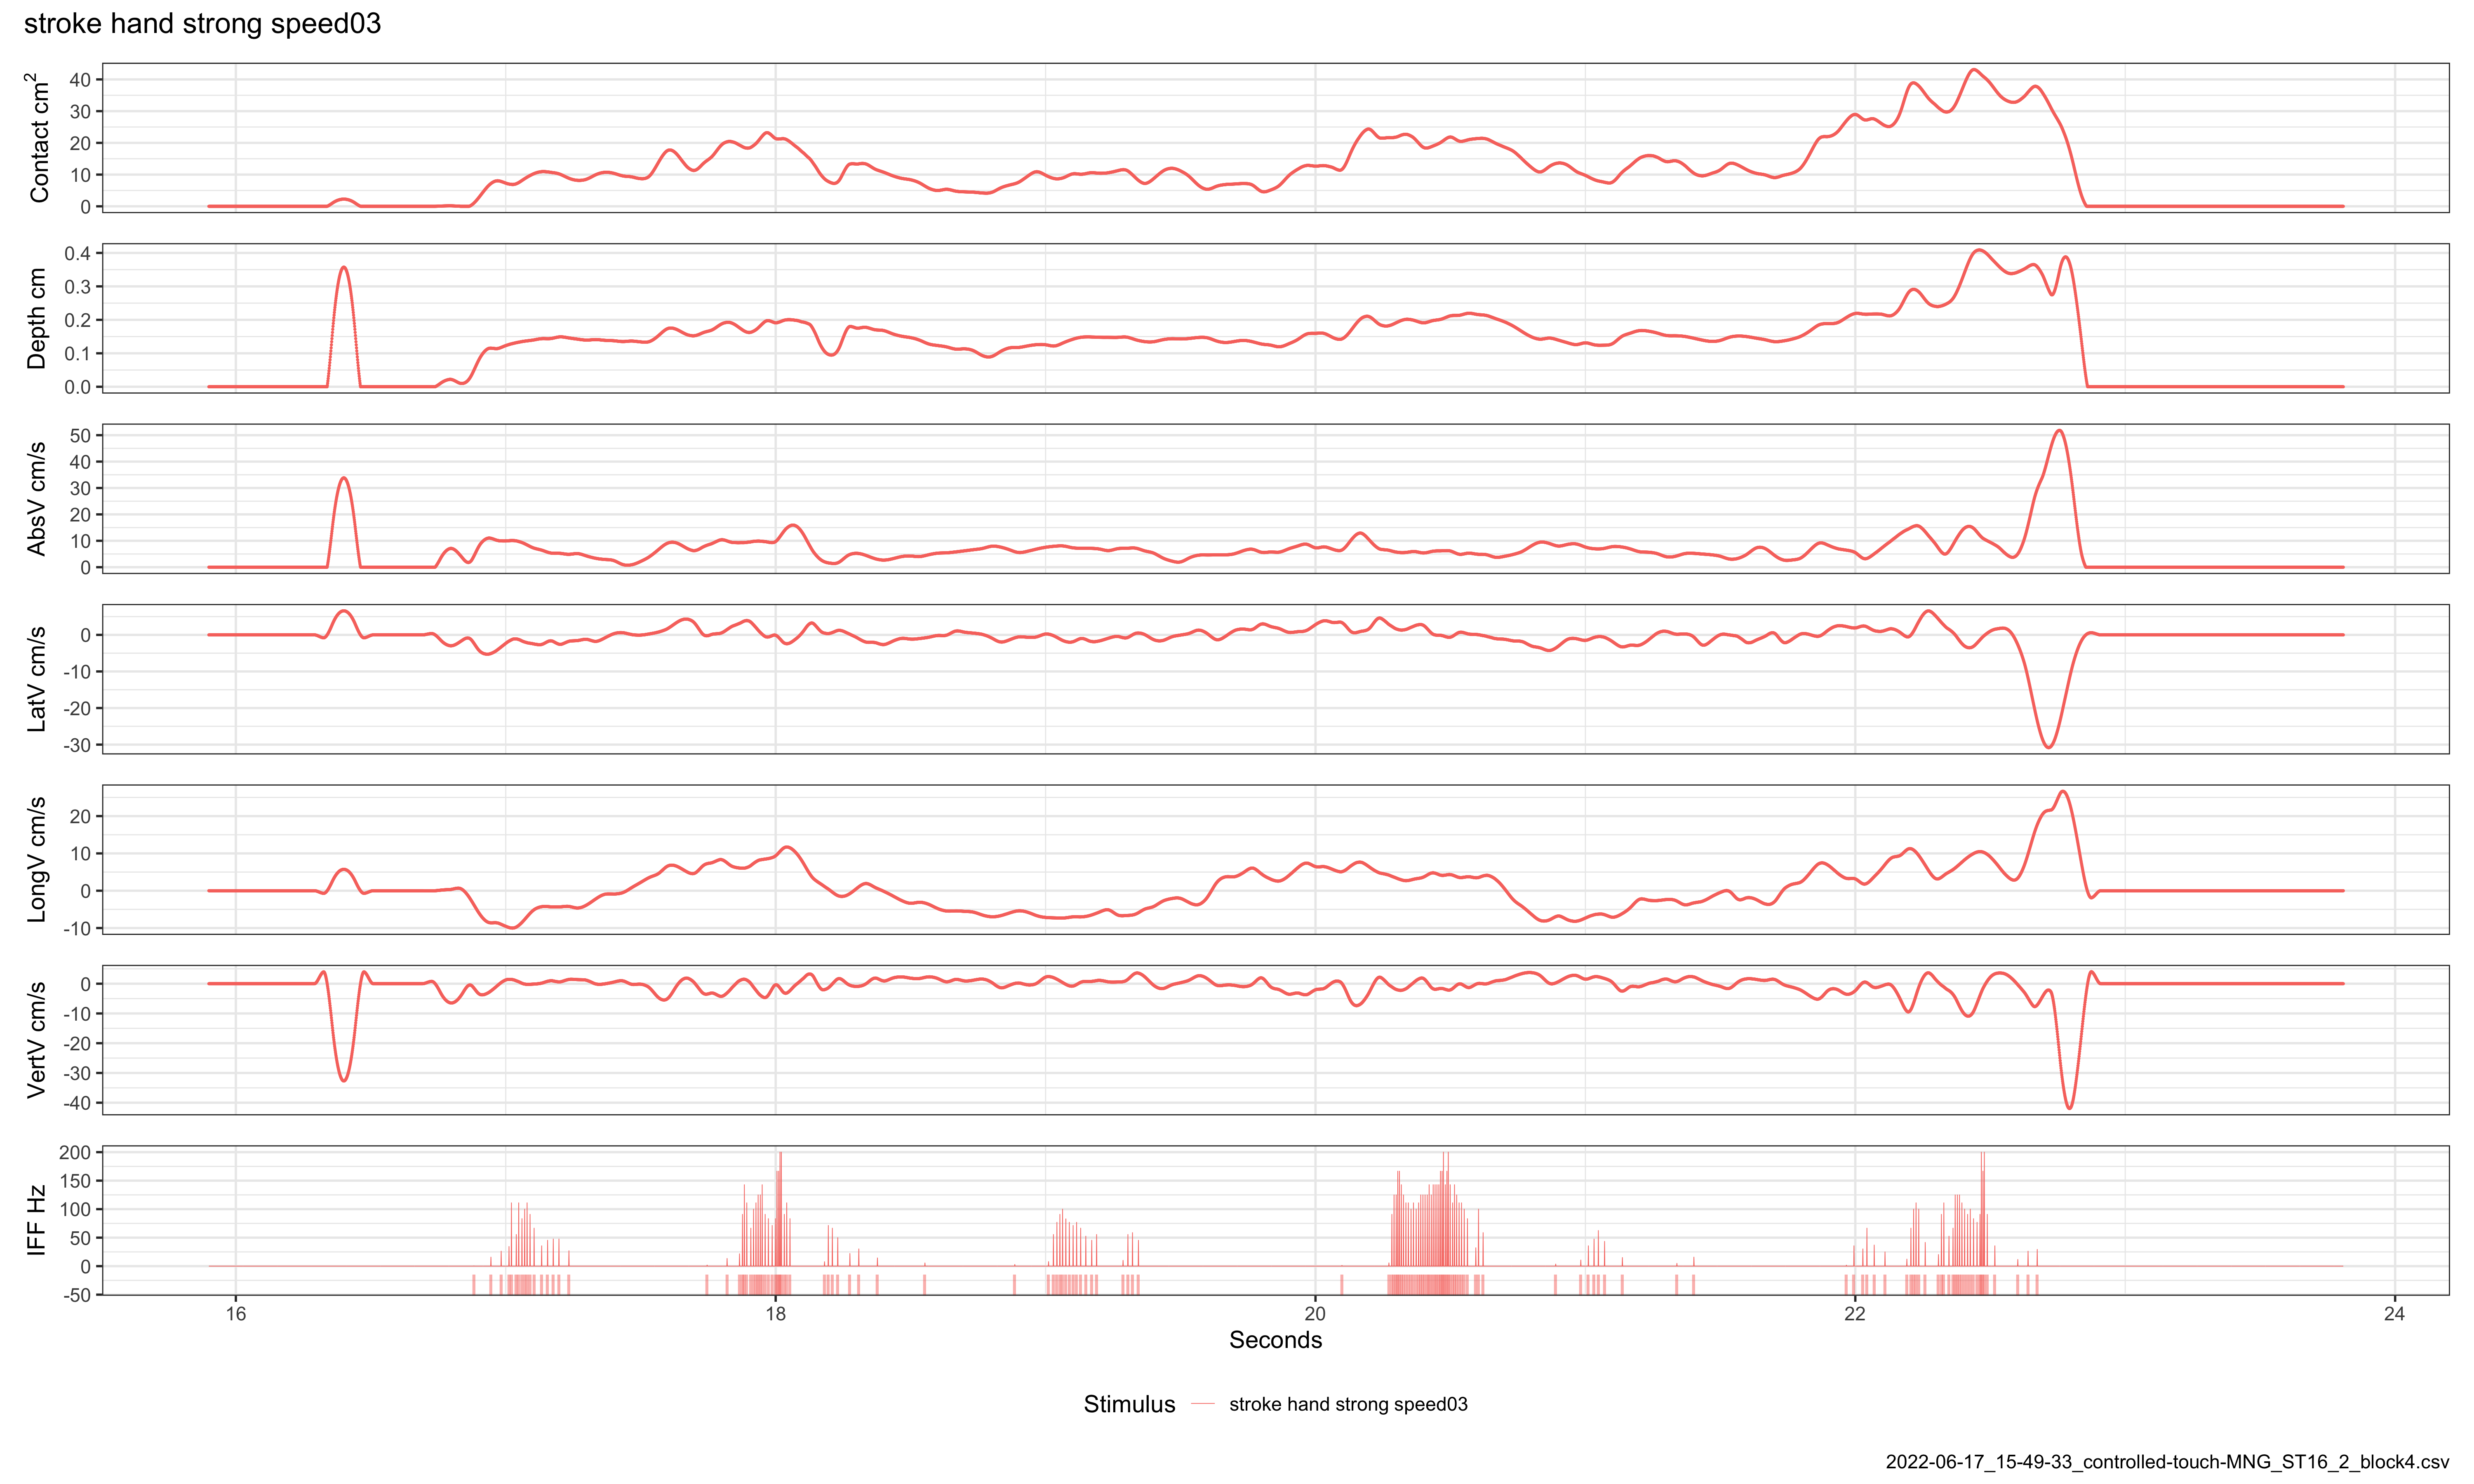 stroke hand strong speed03
Contact cm²
40
30
20
10
0
Depth cm
0.4
0.3
0.2
0.1
0.0
AbsV cm/s
50
40
30
20
10
0
LatV cm/s
0
-10
-20
-30
LongV cm/s
20
10
0
-10
VertV cm/s
0
-10
-20
-30
-40
IFF Hz
200
150
100
50
0
-50
16 18 20 22 24
Seconds
Stimulus stroke hand strong speed03
2022-06-17_15-49-33_controlled-touch-MNG_ST16_2_block4.csv